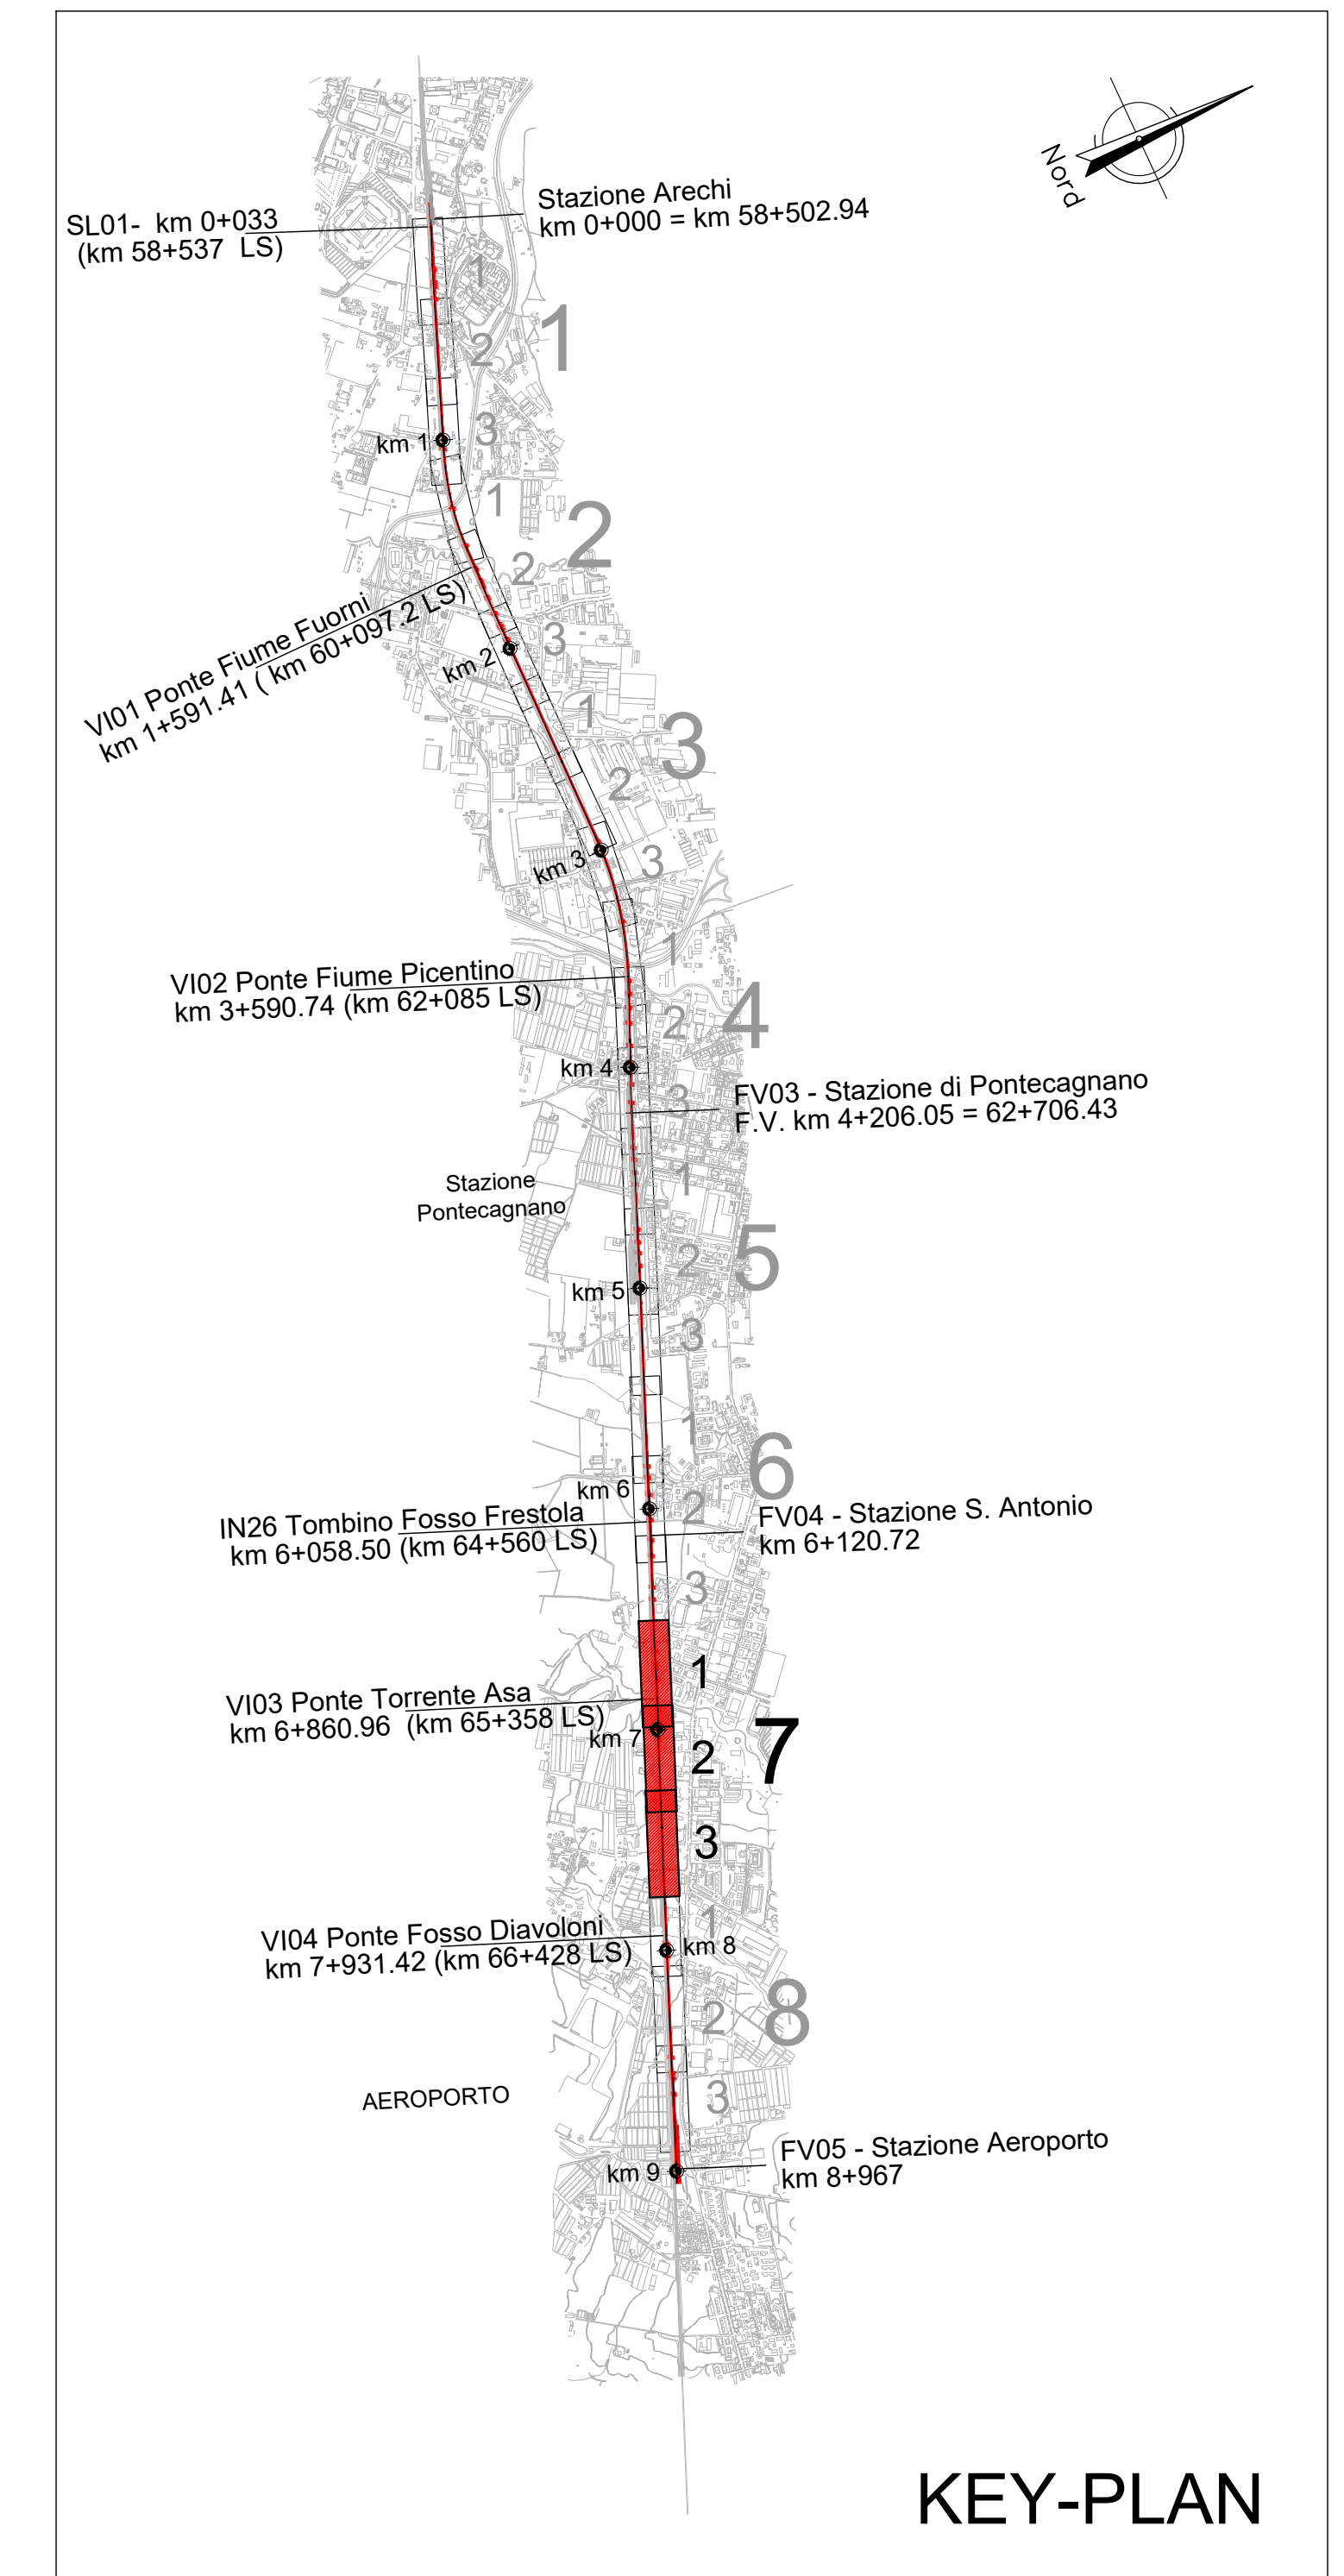 Nord
Stazione Arechi
km 0+000 = km 58+502.94
SL01- km 0+033
(km 58+537 LS)
1
1
2
3
km 1
1
2
2
VI01 Ponte Fiume Fuorni
km 1+591.41 ( km 60+097.2 LS)
3
km 2
1
3
2
km 3
3
1
VI02 Ponte Fiume Picentino
km 3+590.74 (km 62+085 LS)
4
2
km 4
3
FV03 - Stazione di Pontecagnano
F.V. km 4+206.05 = 62+706.43
Stazione
Pontecagnano
1
5
2
km 5
3
1
6
km 6
2
IN26 Tombino Fosso Frestola
km 6+058.50 (km 64+560 LS)
FV04 - Stazione S. Antonio
km 6+120.72
3
1
VI03 Ponte Torrente Asa
km 6+860.96 (km 65+358 LS)
km 7
2
7
3
1
VI04 Ponte Fosso Diavoloni
km 7+931.42 (km 66+428 LS)
km 8
2
8
AEROPORTO
3
FV05 - Stazione Aeroporto
km 8+967
km 9
KEY-PLAN